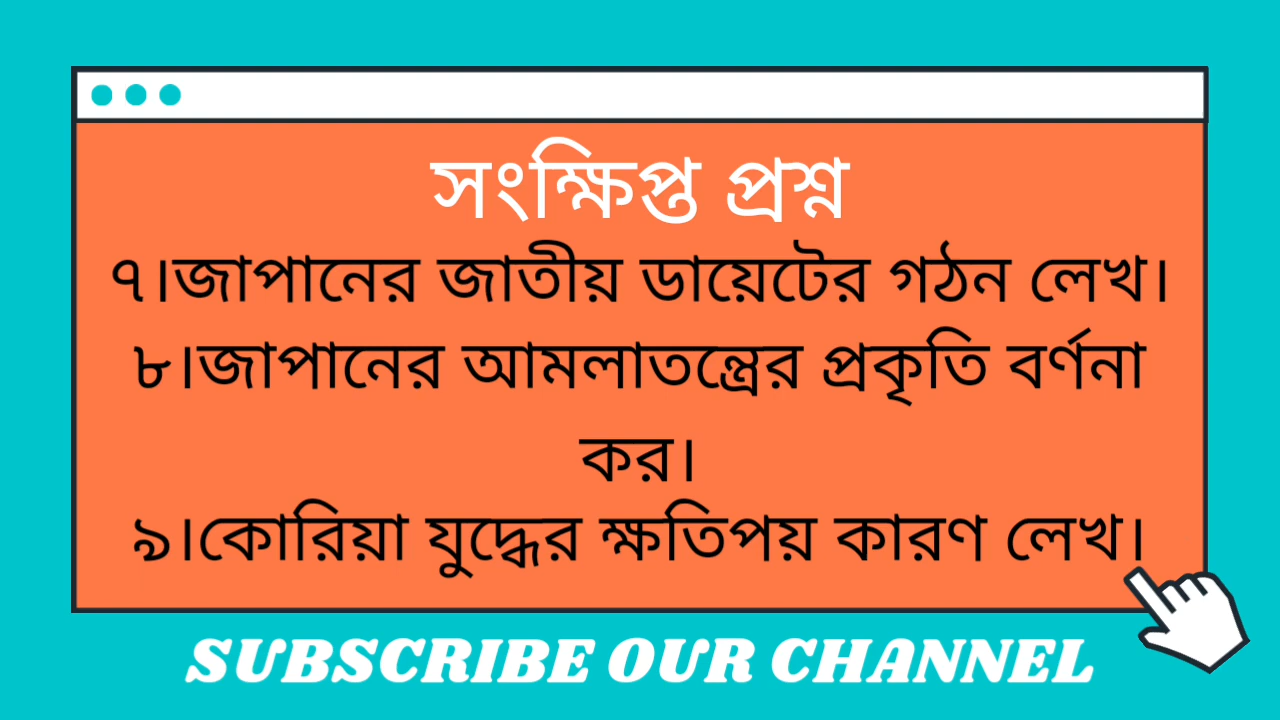 সংক্ষিপ্ত প্রশ্ন
৭।জাপানের জাতীয় ডায়েটের গঠন লেখ।
৮।জাপানের আমলাতন্ত্রের প্রকৃতি বর্ণনা
কর।
৯।কোরিয়া যুদ্ধের ক্ষতিপয় কারণ লেখ।
SUBSCRIBE OUR CHANNEL